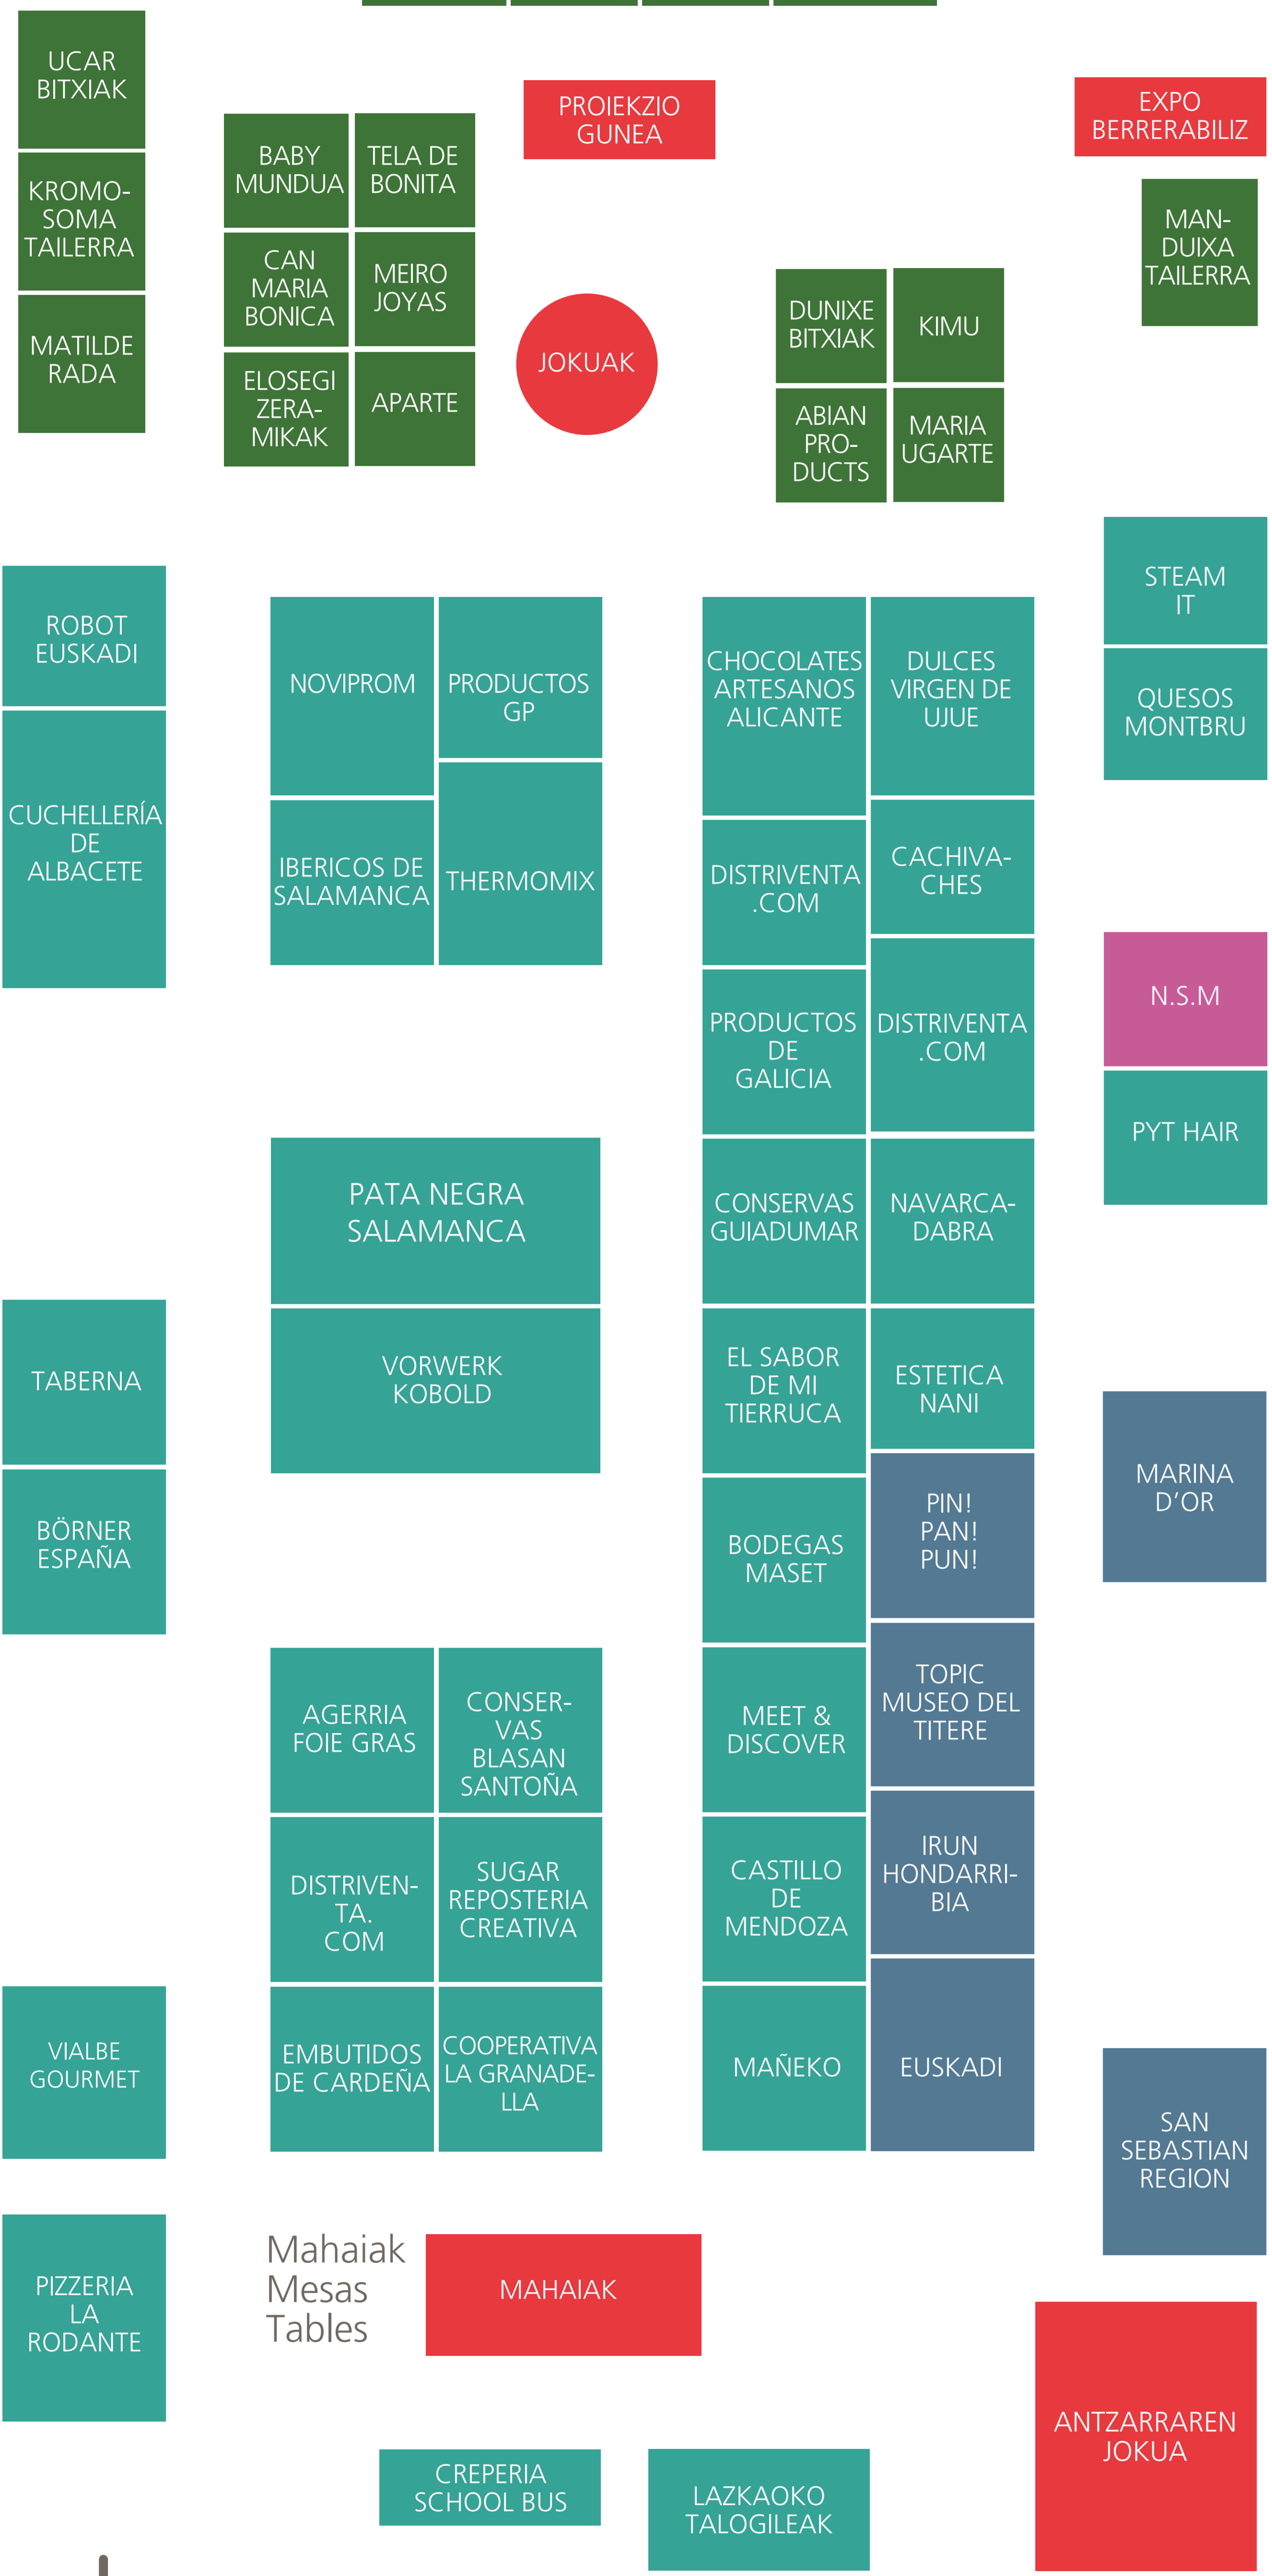 UCAR
BITXIAK
KROMO-
SOMA
TAILERRA
MATILDE
RADA
BABY
MUNDUA
TELA DE
BONITA
CAN
MARIA
BONICA
MEIRO
JOYAS
ELOSEGI
ZERA-
MIKAK
APARTE
PROIEKZIO
GUNEA
JOKUAK
EXPO
BERRERABILIZ
MAN-
DUIXA
TAILERRA
DUNIXE
BITXIAK
KIMU
ABIAN
PRO-
DUCTS
MARIA
UGARTE
STEAM
IT
QUESOS
MONTBRU
ROBOT
EUSKADI
CUCHELLERÍA
DE
ALBACETE
NOVIPROM
PRODUCTOS
GP
IBERICOS DE
SALAMANCA
THERMOMIX
CHOCOLATES
ARTESANOS
ALICANTE
DULCES
VIRGEN DE
UJUE
DISTRIVENTA
.COM
CACHIVA-
CHES
PRODUCTOS
DE
GALICIA
DISTRIVENTA
.COM
N.S.M
PYT HAIR
PATA NEGRA
SALAMANCA
VORWERK
KOBOLD
CONSERVAS
GUIADUMAR
NAVARCA-
DABRA
EL SABOR
DE MI
TIERRUCA
ESTETICA
NANI
TABERNA
BÖRNER
ESPAÑA
MARINA
D'OR
BODEGAS
MASET
PIN!
PAN!
PUN!
AGERRIA
FOIE GRAS
CONSER-
VAS
BLASAN
SANTOÑA
MEET &
DISCOVER
TOPIC
MUSEO DEL
TITERE
DISTRIVEN-
TA.
COM
SUGAR
REPOSTERIA
CREATIVA
CASTILLO
DE
MENDOZA
IRUN
HONDARRI-
BIA
VIALBE
GOURMET
EMBUTIDOS
DE CARDEÑA
COOPERATIVA
LA GRANADE-
LLA
MAÑEKO
EUSKADI
SAN
SEBASTIAN
REGION
PIZZERIA
LA
RODANTE
Mahaiak
Mesas
Tables
MAHAIAK
ANTZARRAREN
JOKUA
CREPERIA
SCHOOL BUS
LAZKAOKO
TALOGILEAK